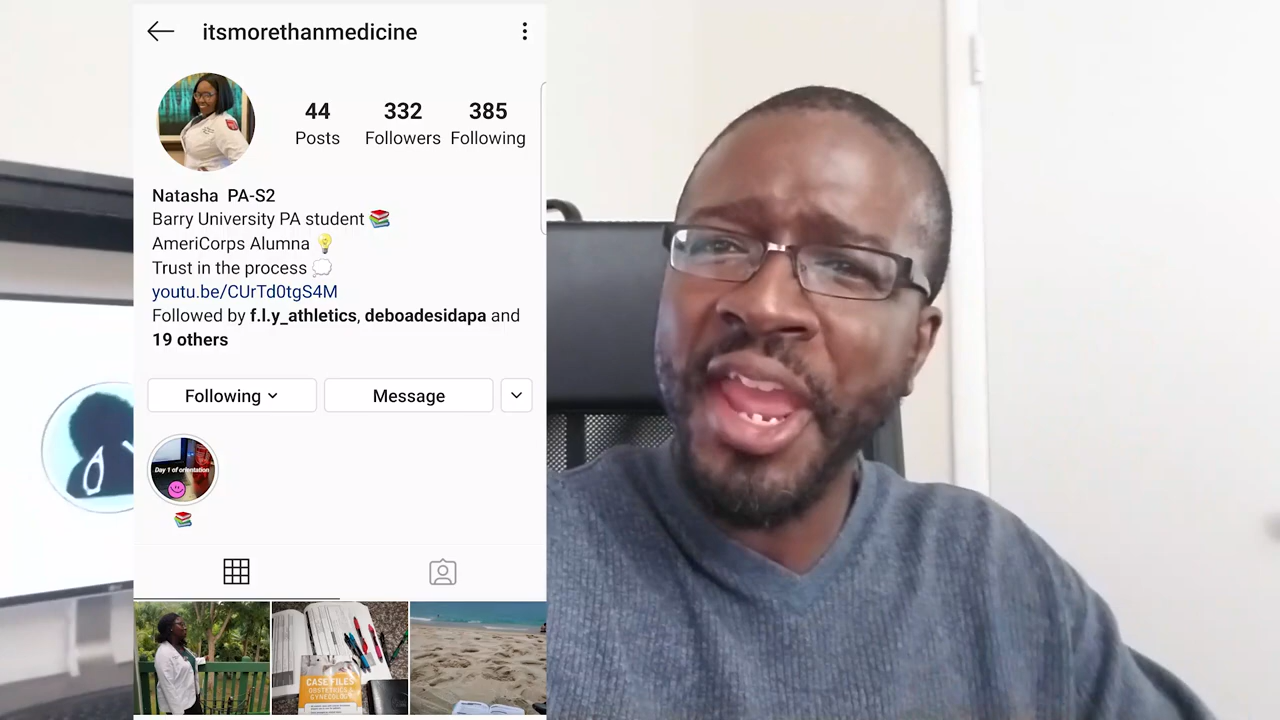 itsmorethanmedicine
44 332 385
Posts Followers Following
Natasha PA-S2
Barry University PA student 📚
AmeriCorps Alumna 💡
Trust in the process 💭
youtu.be/CUrTd0tgS4M
Followed by f.l.y_athletics, deboadesidapa and
19 others
Following Message
Day 1 of orientation
📚
CASE FILES
OBSTETRICS &
GYNECOLOGY